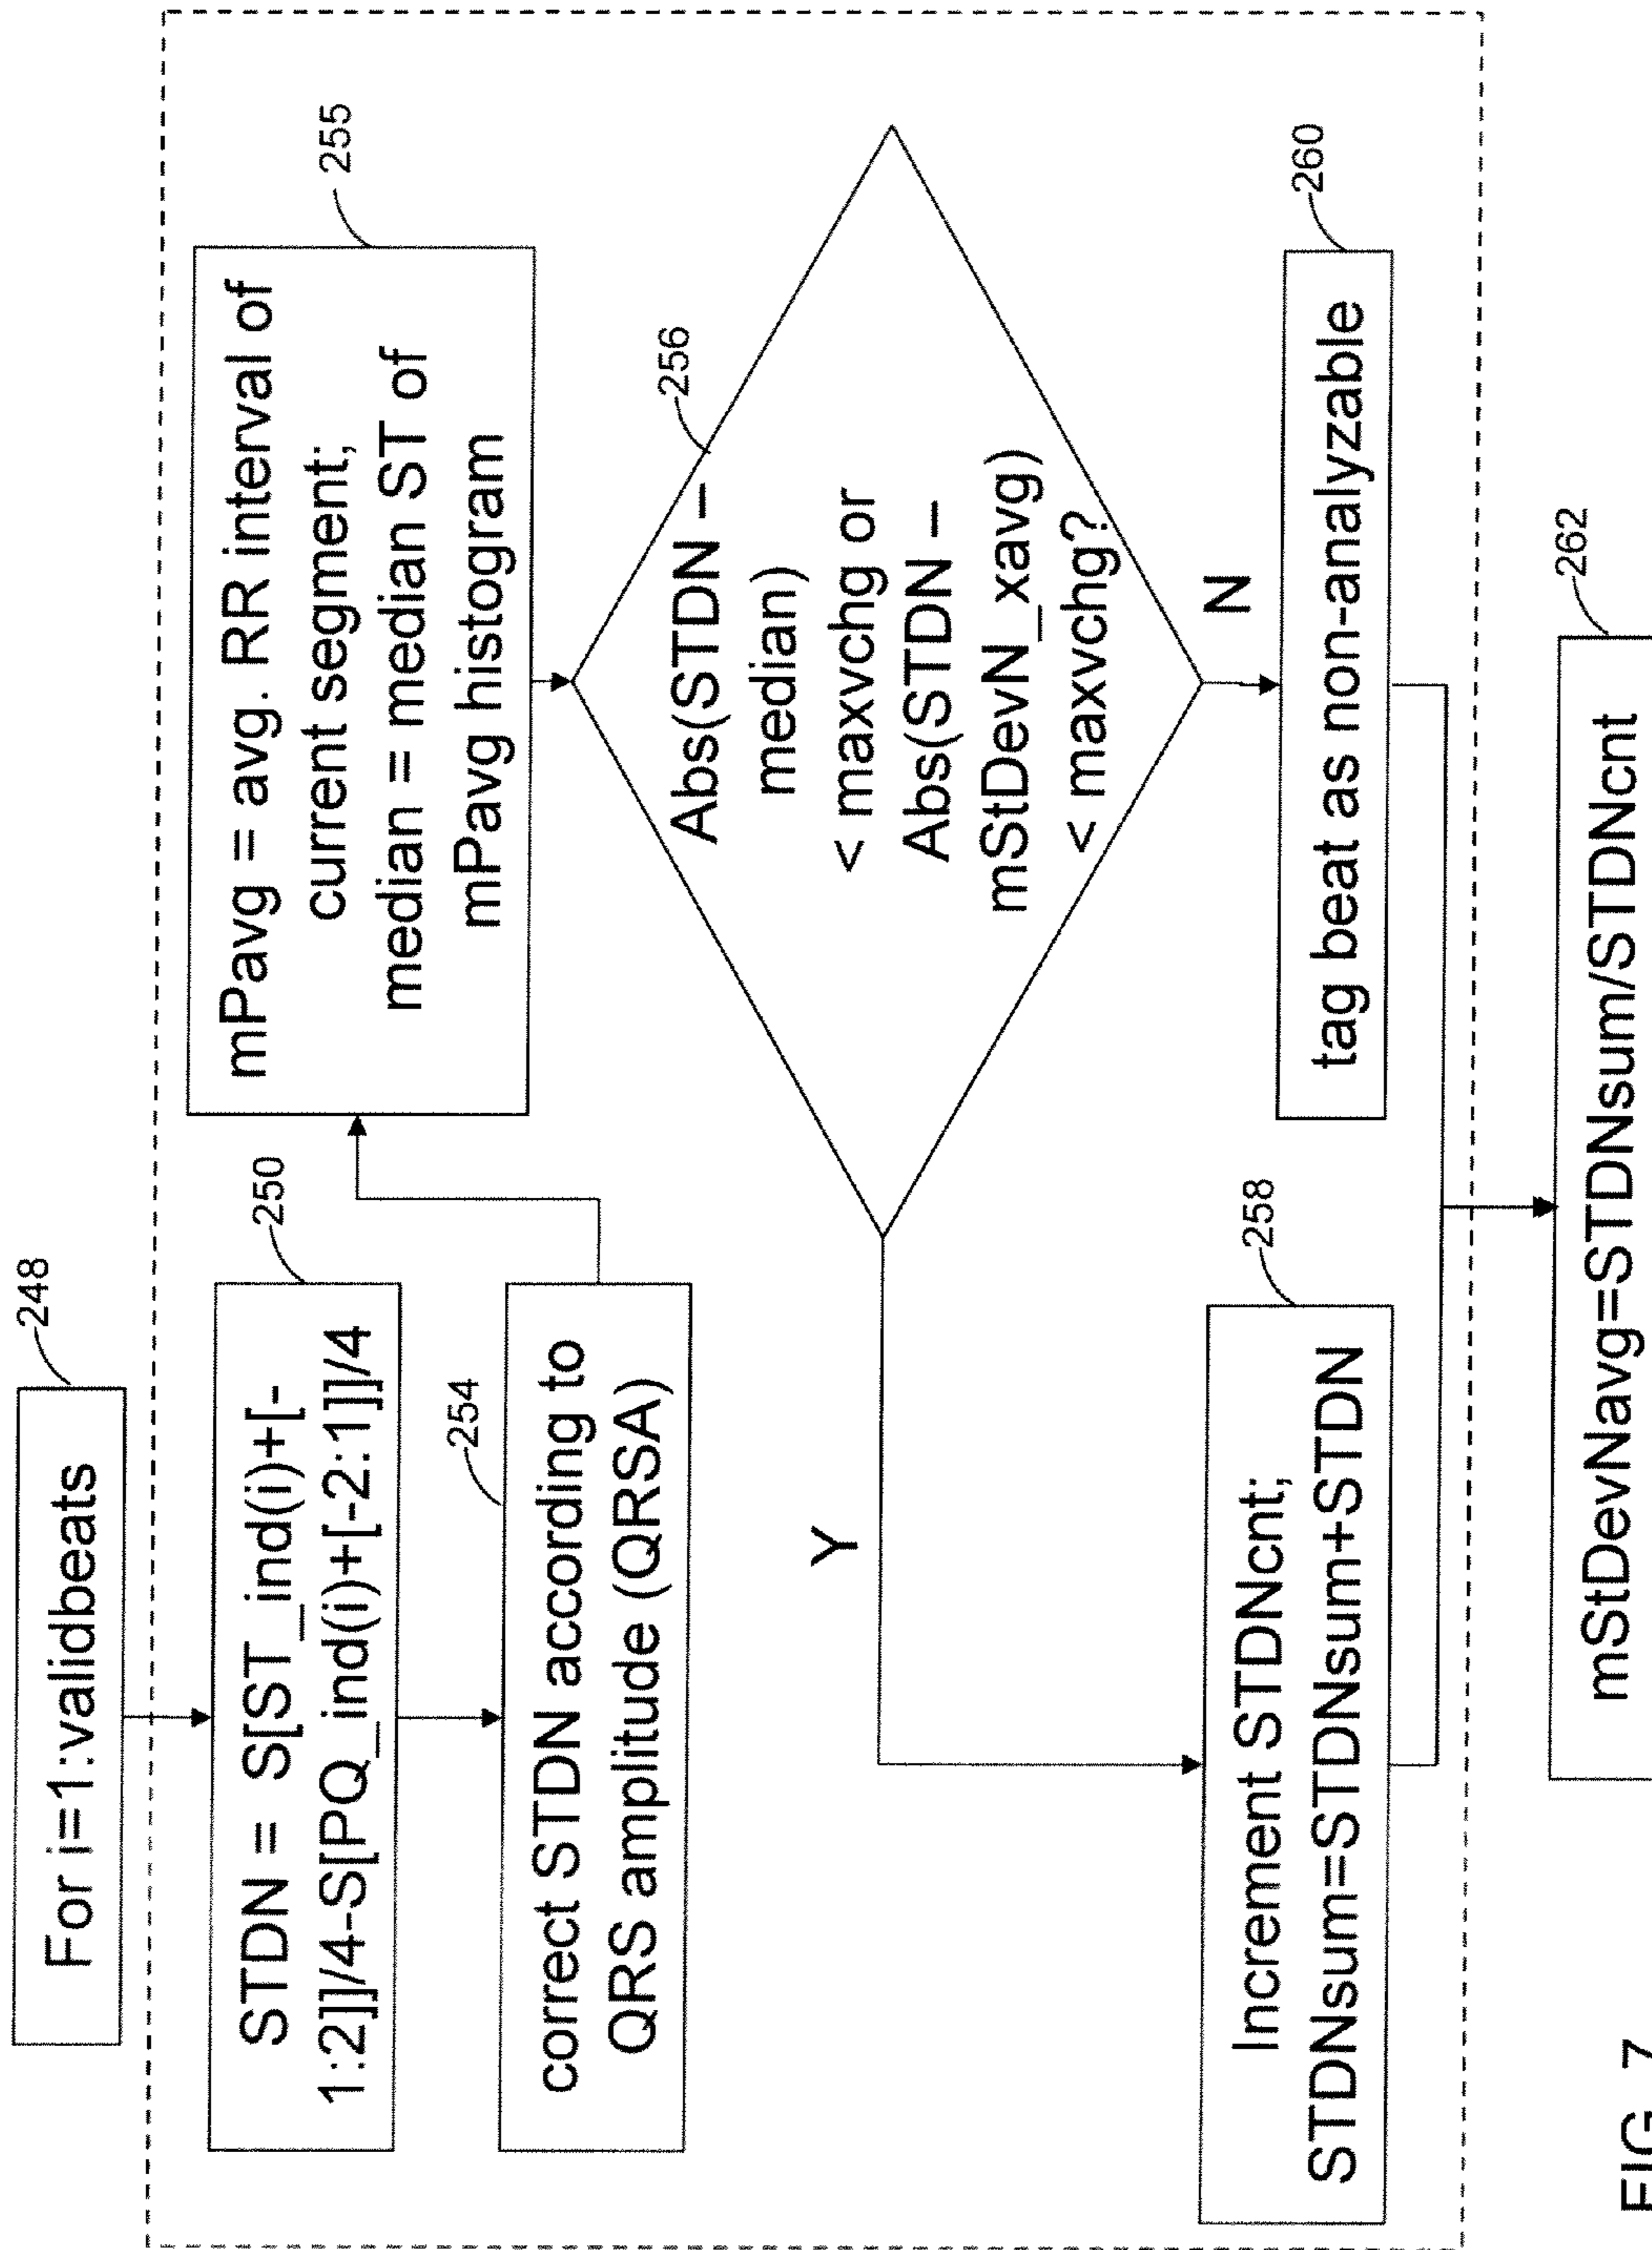 For i=1:validbeats
248
STDN = S[ST_ind(i)+[-
1:2]]/4-S[PQ_ind(i)+[-2:1]]/4
250
correct STDN according to
QRS amplitude (QRSA)
254
mPavg = avg. RR interval of
current segment;
median = median ST of
mPavg histogram
255
Abs(STDN –
median)
< maxvchg or
Abs(STDN –
mStDevN_xavg)
< maxvchg?
256
Y
N
Increment STDNcnt;
STDNsum=STDNsum+STDN
258
tag beat as non-analyzable
260
mStDevNavg=STDNsum/STDNcnt
262
FIG. 7